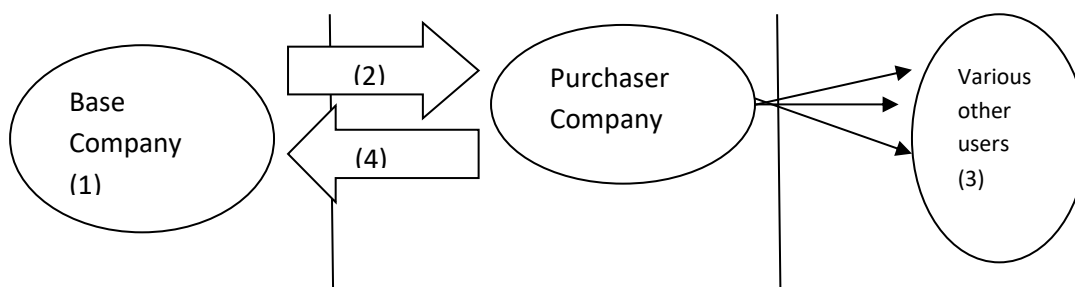 Base
Company
(1)
(2)
(4)
Purchaser
Company
Various
other
users
(3)